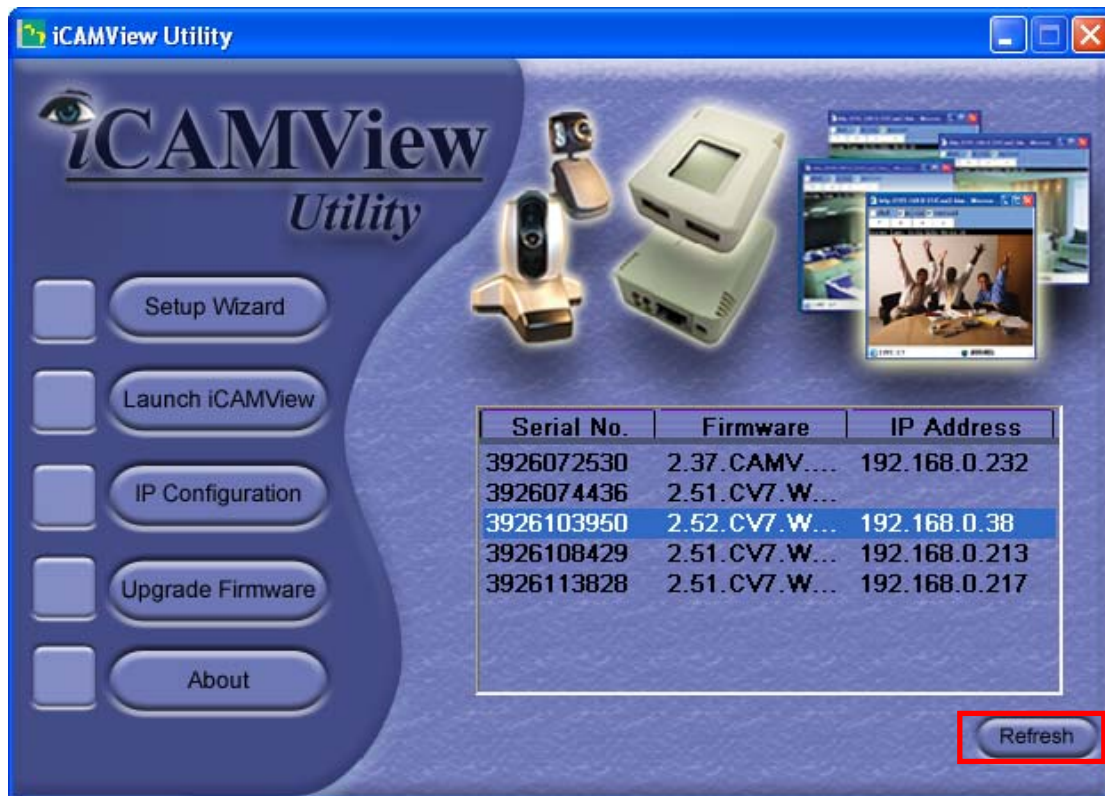 iCAMView Utility
iCAMView
Utility
Setup Wizard
Launch iCAMView
IP Configuration
Upgrade Firmware
About
Serial No. Firmware IP Address
3926072530 2.37.CAMV.... 192.168.0.232
3926074436 2.51.CV7.W...
3926103950 2.52.CV7.W... 192.168.0.38
3926108429 2.51.CV7.W... 192.168.0.213
3926113828 2.51.CV7.W... 192.168.0.217
Refresh